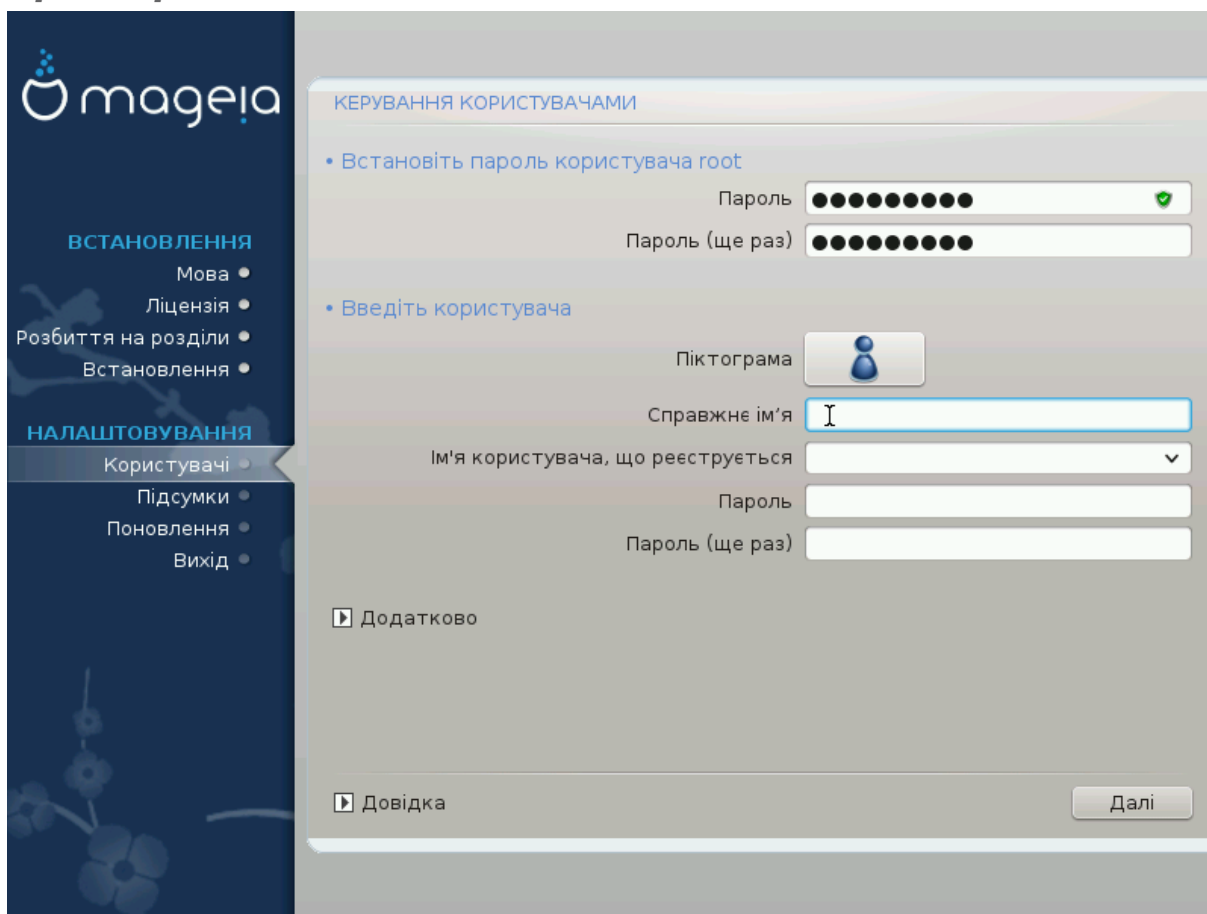 mageia
КЕРУВАННЯ КОРИСТУВАЧАМИ
• Встановіть пароль користувача root
Пароль
Пароль (ще раз)
ВСТАНОВЛЕННЯ
Мова
Ліцензія
Розбиття на розділи
Встановлення
НАЛАШТОВУВАННЯ
Користувачі
Підсумки
Поновлення
Вихід
• Введіть користувача
Піктограма
Справжнє ім’я
Ім'я користувача, що реєструється
Пароль
Пароль (ще раз)
Додатково
Довідка
Далі